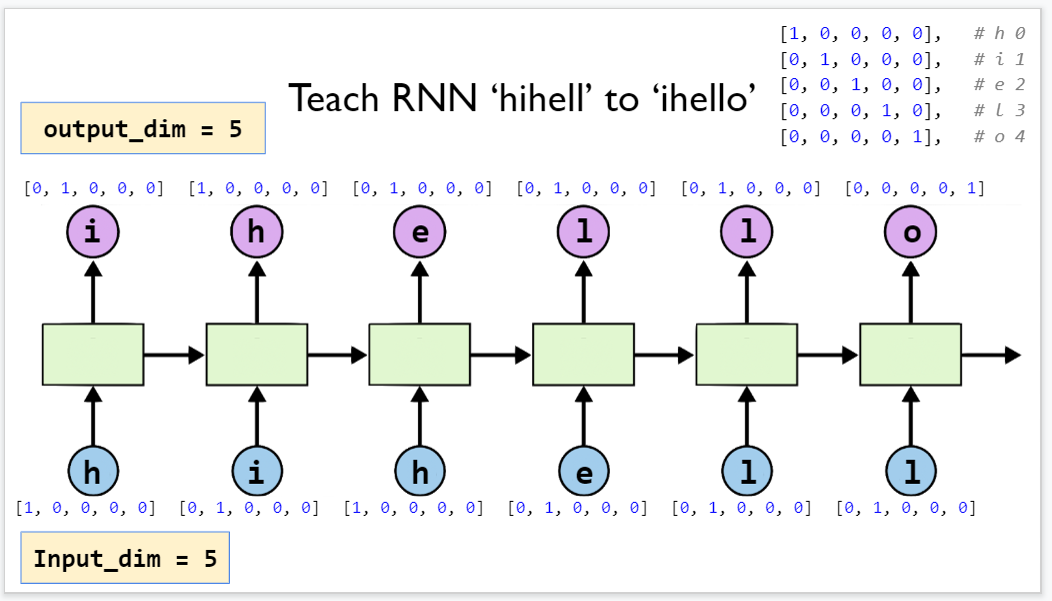 [1, 0, 0, 0, 0], # h 0
[0, 1, 0, 0, 0], # i 1
[0, 0, 1, 0, 0], # e 2
[0, 0, 0, 1, 0], # l 3
[0, 0, 0, 0, 1], # o 4
Teach RNN ‘hihell’ to ‘ihello’
output_dim = 5
[0, 1, 0, 0, 0] [1, 0, 0, 0, 0] [0, 1, 0, 0, 0] [0, 1, 0, 0, 0] [0, 1, 0, 0, 0] [0, 0, 0, 0, 1]
i h e l l o
h i h e l l
[1, 0, 0, 0, 0] [0, 1, 0, 0, 0] [1, 0, 0, 0, 0] [0, 1, 0, 0, 0] [0, 1, 0, 0, 0] [0, 1, 0, 0, 0]
Input_dim = 5